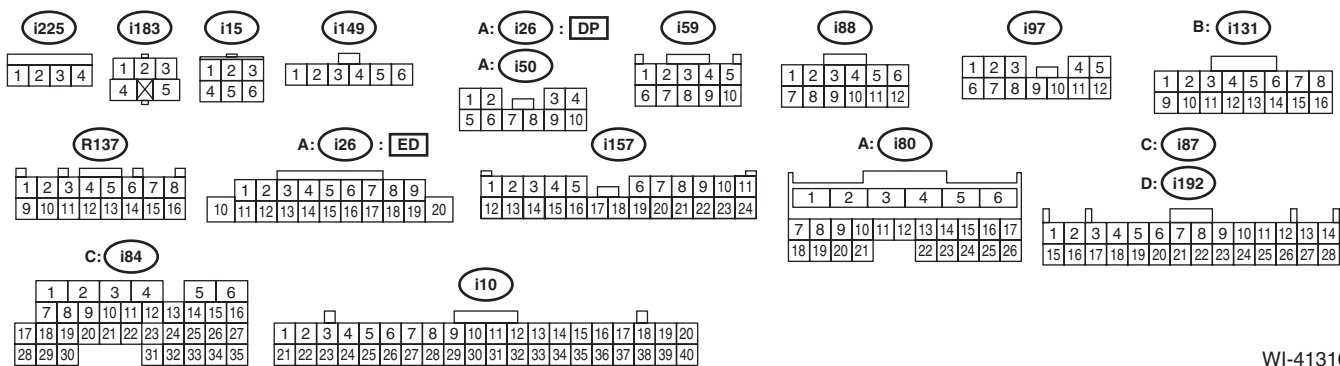 i225 i183 i15 i149 A: i26 : DP i59 i88 i97 B: i131
A: i50
1 2 3 4
1 2 3
4 5
1 2 3
4 5 6
1 2 3 4 5 6
1 2 3 4
5 6 7 8 9 10
1 2 3 4 5
6 7 8 9 10
1 2 3 4 5 6
7 8 9 10 11 12
1 2 3 4 5
6 7 8 9 10 11 12
1 2 3 4 5 6 7 8
9 10 11 12 13 14 15 16
R137 A: i26 : ED i157 A: i80 C: i87
D: i192
1 2 3 4 5 6 7 8
9 10 11 12 13 14 15 16
1 2 3 4 5 6 7 8 9
10 11 12 13 14 15 16 17 18 19 20
1 2 3 4 5 6 7 8 9 10 11
12 13 14 15 16 17 18 19 20 21 22 23 24
1 2 3 4 5 6
7 8 9 10 11 12 13 14 15 16 17
18 19 20 21 22 23 24 25 26
1 2 3 4 5 6 7 8 9 10 11 12 13 14
15 16 17 18 19 20 21 22 23 24 25 26 27 28
C: i84 i10
1 2 3 4 5 6
7 8 9 10 11 12 13 14 15 16
17 18 19 20 21 22 23 24 25 26 27
28 29 30 31 32 33 34 35
1 2 3 4 5 6 7 8 9 10 11 12 13 14 15 16 17 18 19 20
21 22 23 24 25 26 27 28 29 30 31 32 33 34 35 36 37 38 39 40